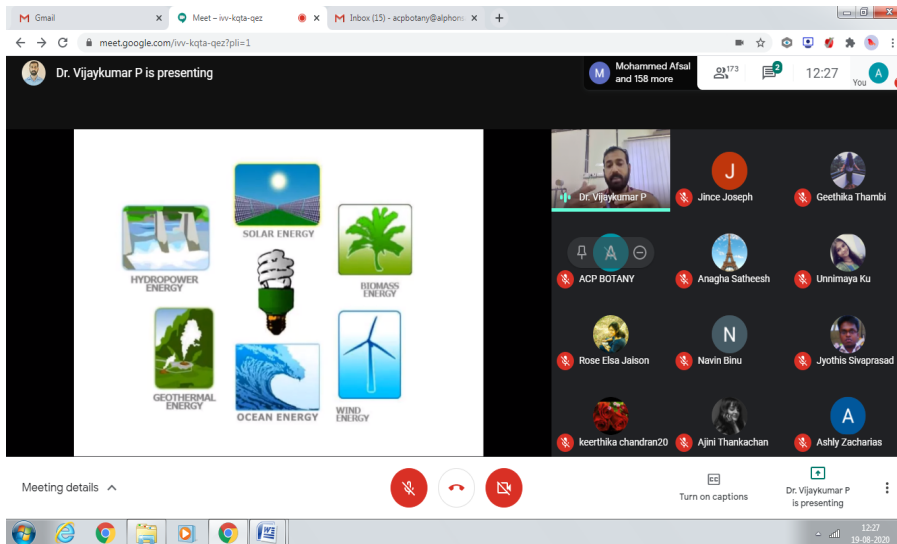 Gmail
Meet – ivv-kqta-qez
Inbox (15) - acpbotany@alphons
meet.google.com/ivv-kqta-qez?pli=1
Dr. Vijaykumar P is presenting
M
Mohammed Afsal
and 158 more
173
2
12:27
You
A
SOLAR ENERGY
HYDROPOWER
ENERGY
BIOMASS
ENERGY
GEOTHERMAL
ENERGY
OCEAN ENERGY
WIND
ENERGY
Dr. Vijaykumar P
J
Jince Joseph
Geethika Thambi
A
ACP BOTANY
Anagha Satheesh
Unnimaya Ku
Rose Elsa Jaison
N
Navin Binu
Jyothis Sivaprasad
keerthika chandran20
Ajini Thankachan
A
Ashly Zacharias
Meeting details
CC
Turn on captions
Dr. Vijaykumar P
is presenting
12:27
19-08-2020